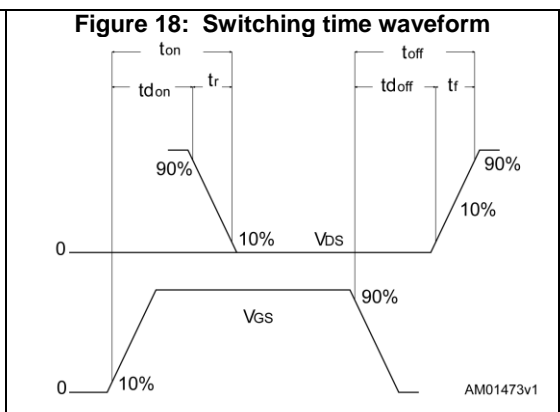 Figure 18: Switching time waveform
ton
toff
tdon
tr
tdoff
tf
90%
90%
10%
10%
VDS
0
90%
VGS
0
10%
AM01473v1